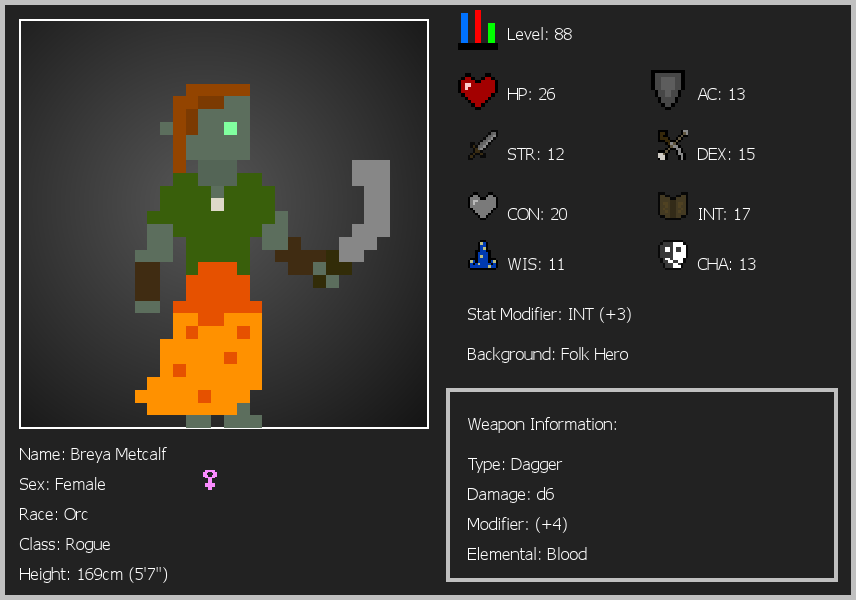 Level: 88
HP: 26
AC: 13
STR: 12
DEX: 15
CON: 20
INT: 17
WIS: 11
CHA: 13
Stat Modifier: INT (+3)
Background: Folk Hero
Weapon Information:
Type: Dagger
Damage: d6
Modifier: (+4)
Elemental: Blood
Name: Breya Metcalf
Sex: Female
Race: Orc
Class: Rogue
Height: 169cm (5'7")